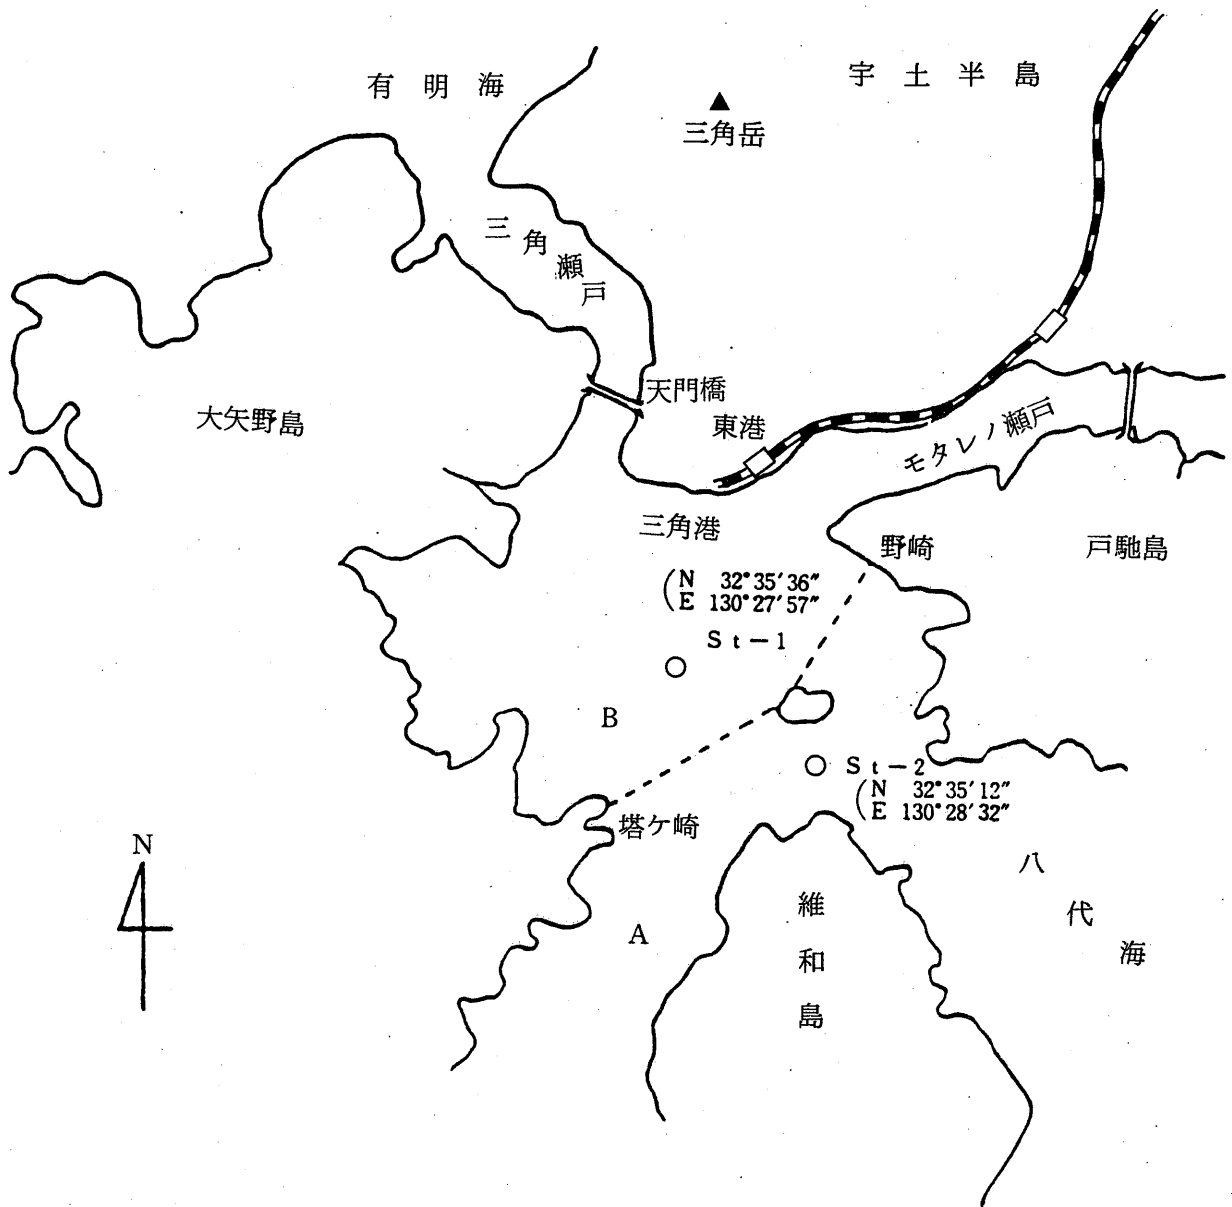 有明海
宇土半島
三角岳
三角瀬戸
天門橋
大矢野島
東港
モタレノ瀬戸
三角港
野崎
戸馳島
(N 32°35′36″
(E 130°27′57″
St-1
B
St-2
(N 32°35′12″
(E 130°28′32″
塔ケ崎
N
八代海
維和島
A